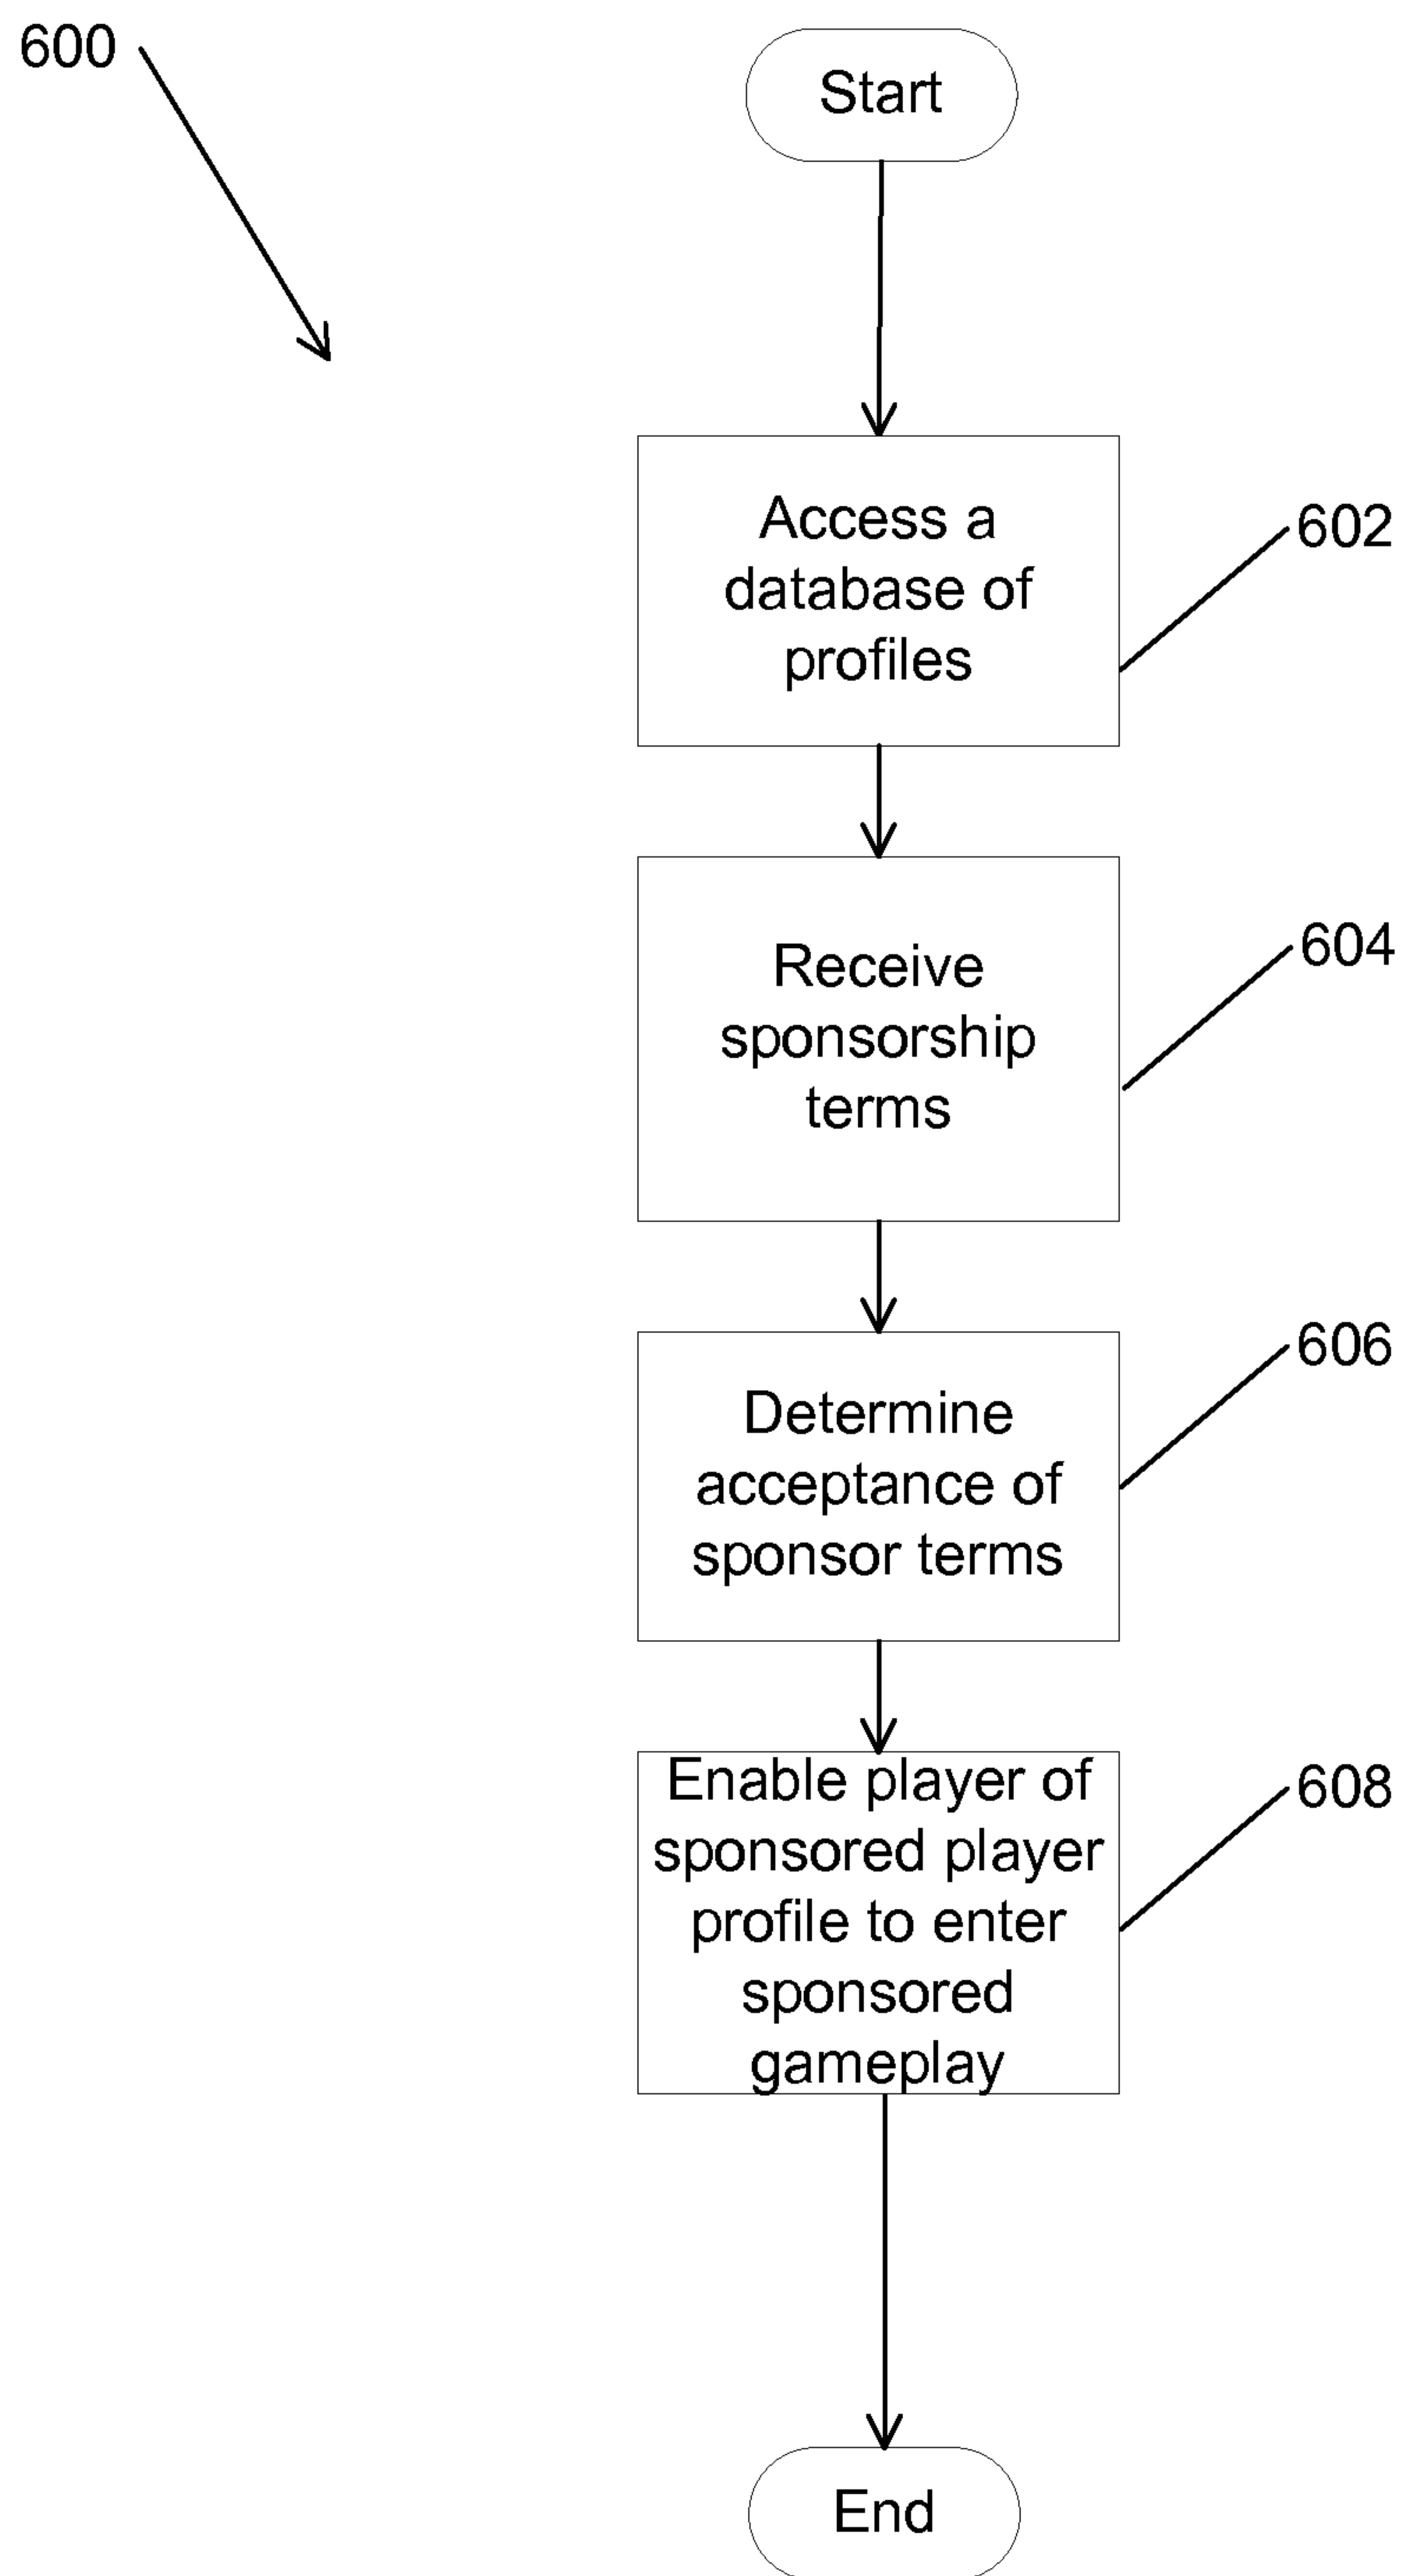 600
Start
Access a
database of
profiles
602
Receive
sponsorship
terms
604
Determine
acceptance of
sponsor terms
606
Enable player of
sponsored player
profile to enter
sponsored
gameplay
608
End